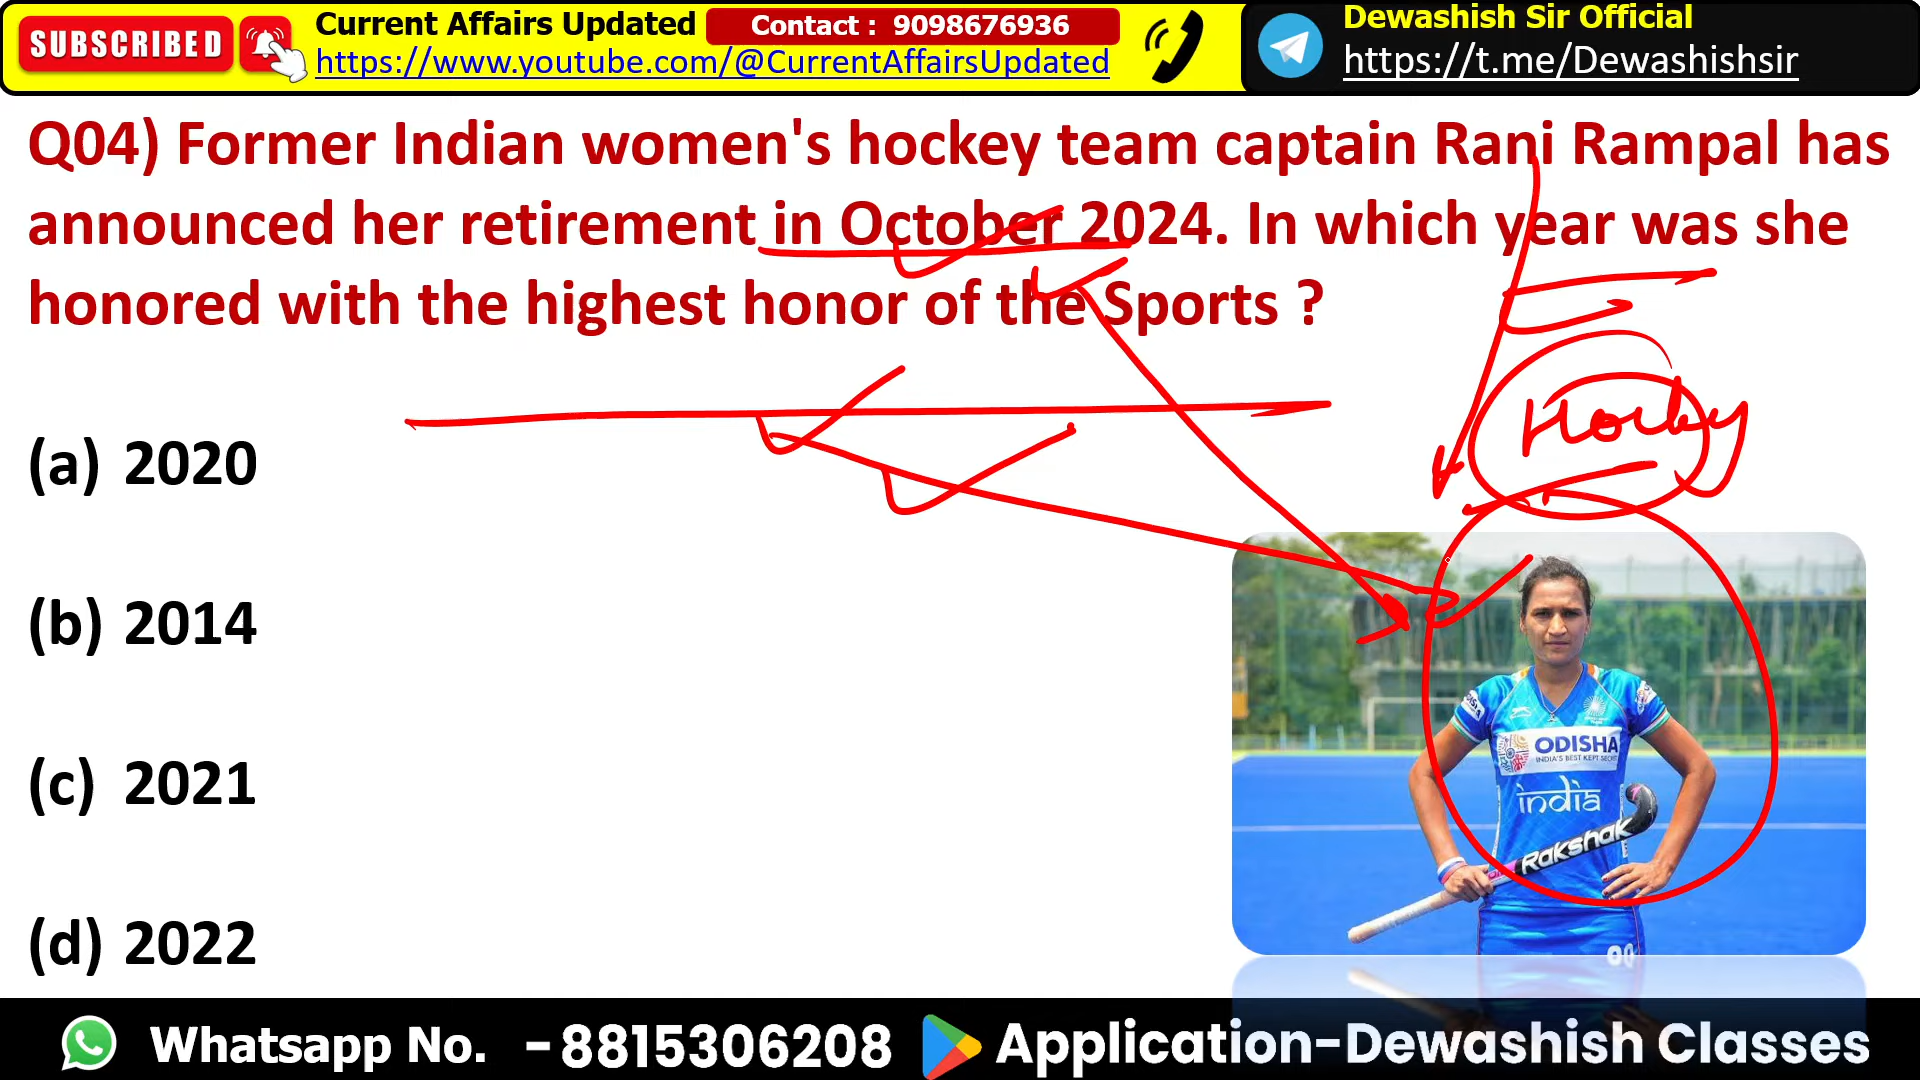 SUBSCRIBED
Current Affairs Updated
Contact : 9098676936
https://www.youtube.com/@CurrentAffairsUpdated
Dewashish Sir Official
https://t.me/Dewashishsir
Q04) Former Indian women's hockey team captain Rani Rampal has
announced her retirement in October 2024. In which year was she
honored with the highest honor of the Sports ?
Hockey
(a) 2020
(b) 2014
(c) 2021
(d) 2022
ODISHA
INDIA'S BEST KEPT SECRET
india
Rakshak
Whatsapp No. -8815306208
Application-Dewashish Classes